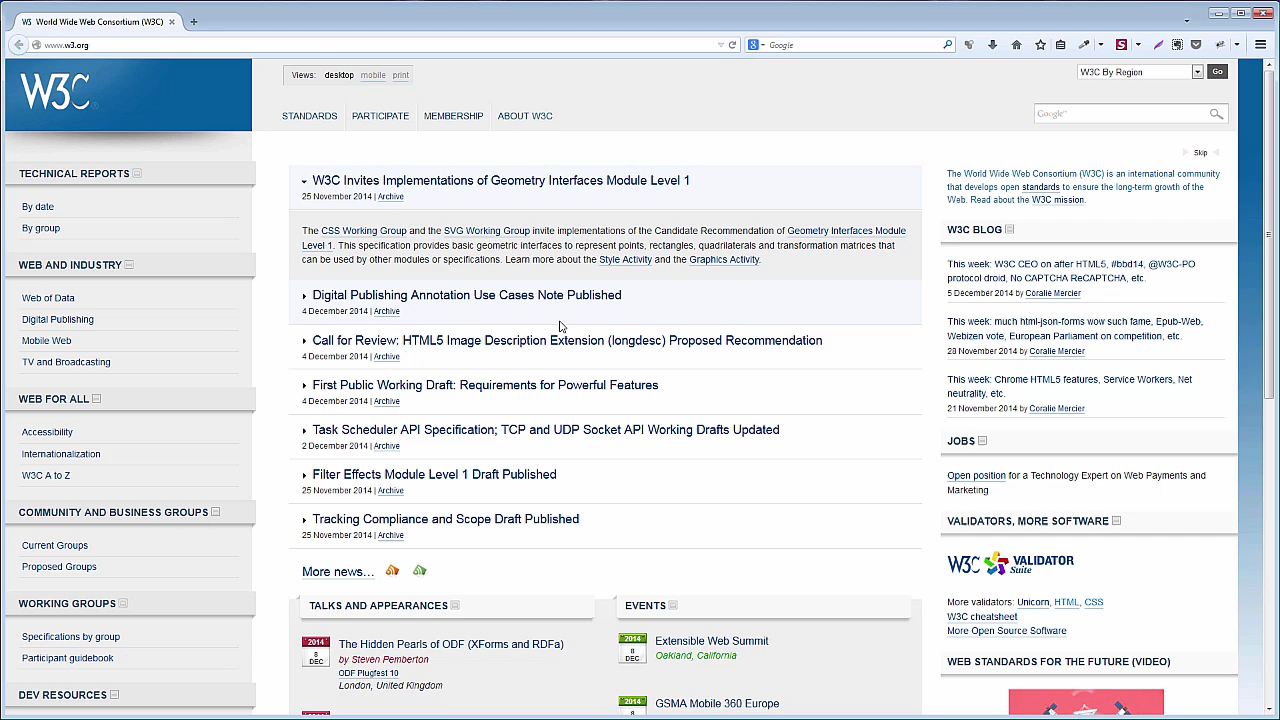 World Wide Web Consortium (W3C)
www.w3.org
Google
W3C
Views: desktop mobile print
W3C By Region
Go
STANDARDS PARTICIPATE MEMBERSHIP ABOUT W3C
Google
Skip
TECHNICAL REPORTS
By date
By group
WEB AND INDUSTRY
Web of Data
Digital Publishing
Mobile Web
TV and Broadcasting
WEB FOR ALL
Accessibility
Internationalization
W3C A to Z
COMMUNITY AND BUSINESS GROUPS
Current Groups
Proposed Groups
WORKING GROUPS
Specifications by group
Participant guidebook
DEV RESOURCES
W3C Invites Implementations of Geometry Interfaces Module Level 1
25 November 2014 | Archive
The CSS Working Group and the SVG Working Group invite implementations of the Candidate Recommendation of Geometry Interfaces Module
Level 1. This specification provides basic geometric interfaces to represent points, rectangles, quadrilaterals and transformation matrices that
can be used by other modules or specifications. Learn more about the Style Activity and the Graphics Activity.
Digital Publishing Annotation Use Cases Note Published
4 December 2014 | Archive
Call for Review: HTML5 Image Description Extension (longdesc) Proposed Recommendation
4 December 2014 | Archive
First Public Working Draft: Requirements for Powerful Features
4 December 2014 | Archive
Task Scheduler API Specification; TCP and UDP Socket API Working Drafts Updated
2 December 2014 | Archive
Filter Effects Module Level 1 Draft Published
25 November 2014 | Archive
Tracking Compliance and Scope Draft Published
25 November 2014 | Archive
More news...
TALKS AND APPEARANCES
2014
8
DEC
The Hidden Pearls of ODF (XForms and RDFa)
by Steven Pemberton
ODF Plugfest 10
London, United Kingdom
2014
EVENTS
2014
8
DEC
Extensible Web Summit
Oakland, California
2014
8
GSMA Mobile 360 Europe
The World Wide Web Consortium (W3C) is an international community
that develops open standards to ensure the long-term growth of the
Web. Read about the W3C mission.
W3C BLOG
This week: W3C CEO on after HTML5, #bbd14, @W3C-PO
protocol droid, No CAPTCHA ReCAPTCHA, etc.
5 December 2014 by Coralie Mercier
This week: much html-json-forms wow such fame, Epub-Web,
Webizen vote, European Parliament on competition, etc.
28 November 2014 by Coralie Mercier
This week: Chrome HTML5 features, Service Workers, Net
neutrality, etc.
21 November 2014 by Coralie Mercier
JOBS
Open position for a Technology Expert on Web Payments and
Marketing
VALIDATORS, MORE SOFTWARE
W3C VALIDATOR
Suite
More validators: Unicorn, HTML, CSS
W3C cheatsheet
More Open Source Software
WEB STANDARDS FOR THE FUTURE (VIDEO)